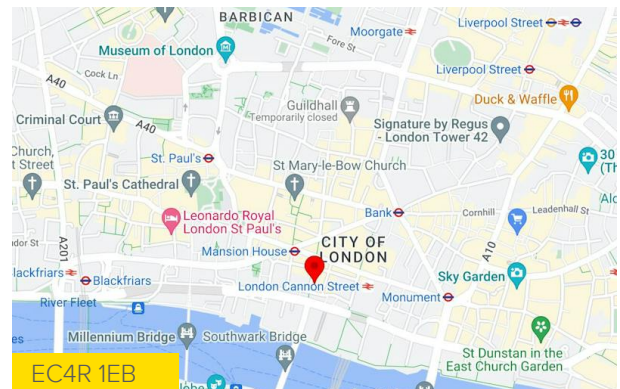 BARBICAN
Moorgate
Liverpool Street
Museum of London
Fore St
Cock Ln
A40
Liverpool Street
Duck & Waffle
Guildhall
Temporarily closed
Criminal Court
A40
Signature by Regus
- London Tower 42
Church,
t Street
St. Paul's
St Mary-le-Bow Church
30
(Th
St. Paul's Cathedral
Leonardo Royal
London St Paul's
Bank
Cornhill
Leadenhall St
A201
Mansion House
CITY OF
LONDON
A10
lackfriars
Blackfriars
London Cannon Street
Sky Garden
Monument
River Fleet
Millennium Bridge
Southwark Bridge
St Dunstan in the
East Church Garden
EC4R 1EB